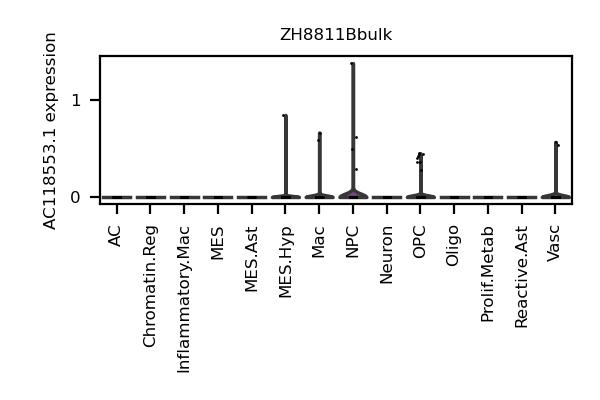 ZH8811Bbulk
AC118553.1 expression
1
0
AC
Chromatin.Reg
Inflammatory.Mac
MES
MES.Ast
MES.Hyp
Mac
NPC
Neuron
OPC
Oligo
Prolif.Metab
Reactive.Ast
Vasc